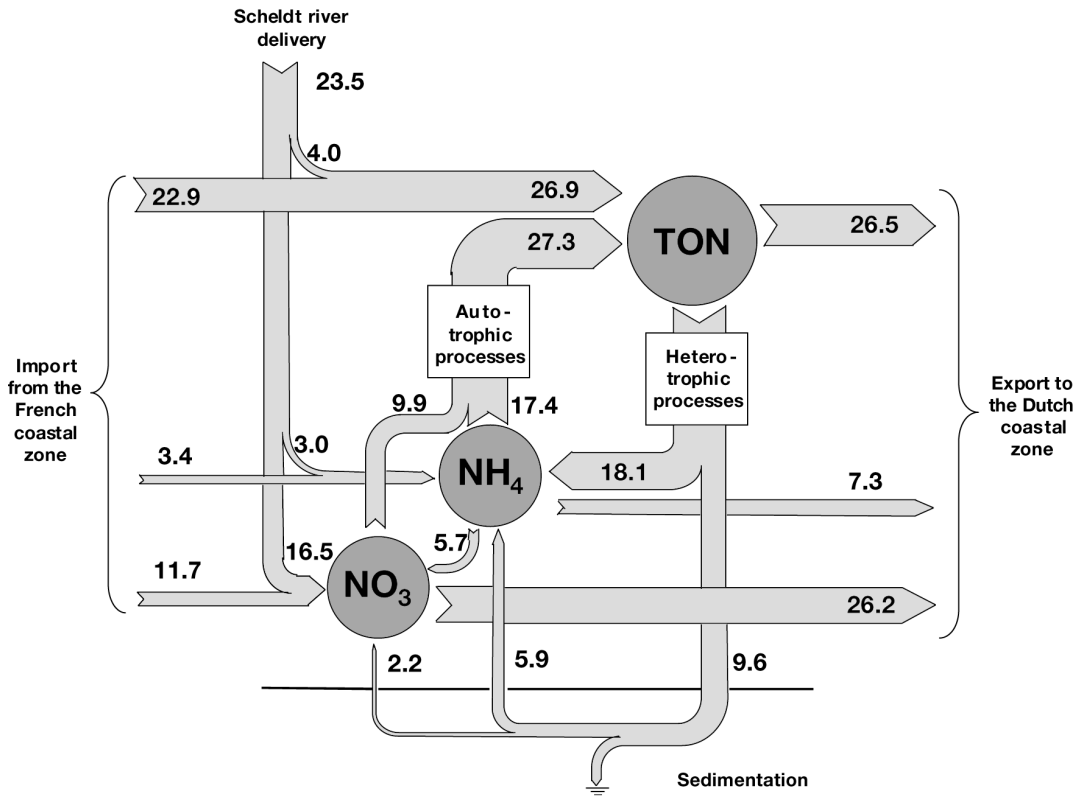 Scheldt river
delivery
23.5
4.0
22.9
26.9
TON
26.5
27.3
Auto-
trophic
processes
Hetero-
trophic
processes
Import
from the
French
coastal
zone
Export to
the Dutch
coastal
zone
9.9
17.4
3.4
3.0
NH4
18.1
7.3
5.7
16.5
11.7
NO3
26.2
2.2
5.9
9.6
Sedimentation